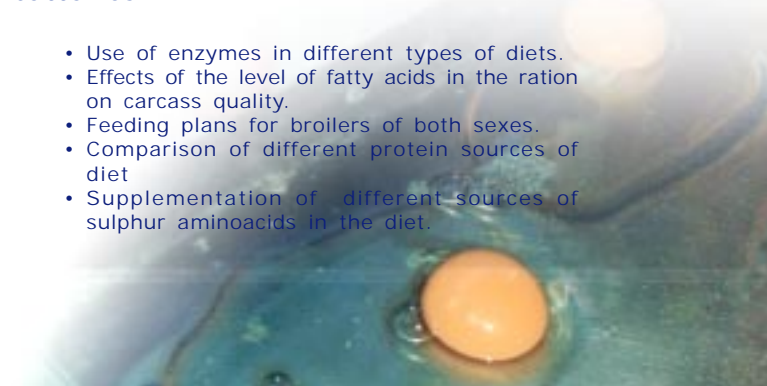 • Use of enzymes in different types of diets.
• Effects of the level of fatty acids in the ration
on carcass quality.
• Feeding plans for broilers of both sexes.
• Comparison of different protein sources of
diet
• Supplementation of different sources of
sulphur aminoacids in the diet.